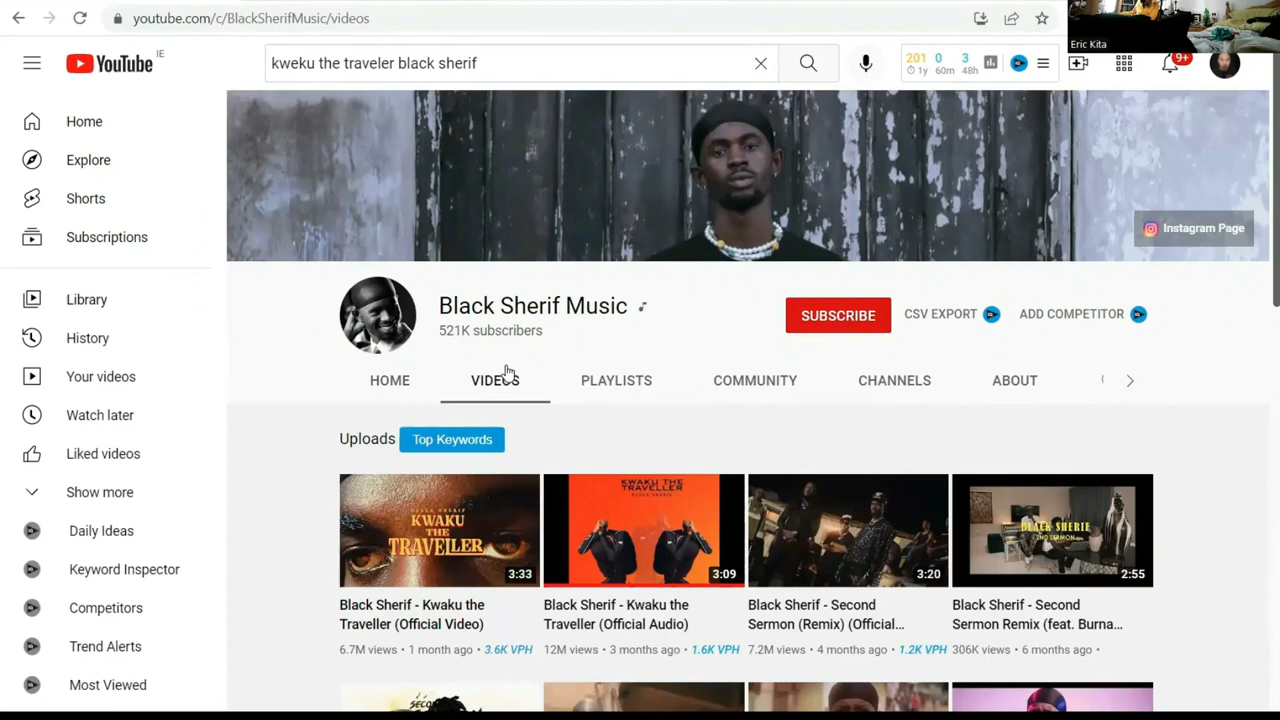 youtube.com/c/BlackSherifMusic/videos
Eric Kita
YouTube IE
kweku the traveler black sherif
201 0 3
1y 60m 48h
9+
Home
Explore
Shorts
Subscriptions
Library
History
Your videos
Watch later
Liked videos
Show more
Daily Ideas
Keyword Inspector
Competitors
Trend Alerts
Most Viewed
Instagram Page
Black Sherif Music
521K subscribers
SUBSCRIBE
CSV EXPORT
ADD COMPETITOR
HOME VIDEOS PLAYLISTS COMMUNITY CHANNELS ABOUT
Uploads Top Keywords
BLACK SHERIF
KWAKU
THE
TRAVELLER
3:33
KWAKU THE
TRAVELLER
BLACK SHERIF
3:09
3:20
BLACK SHERIF
2ND SERMON
2:55
Black Sherif - Kwaku the
Traveller (Official Video)
6.7M views • 1 month ago • 3.6K VPH
Black Sherif - Kwaku the
Traveller (Official Audio)
12M views • 3 months ago • 1.6K VPH
Black Sherif - Second
Sermon (Remix) (Official...
7.2M views • 4 months ago • 1.2K VPH
Black Sherif - Second
Sermon Remix (feat. Burna...
306K views • 6 months ago •